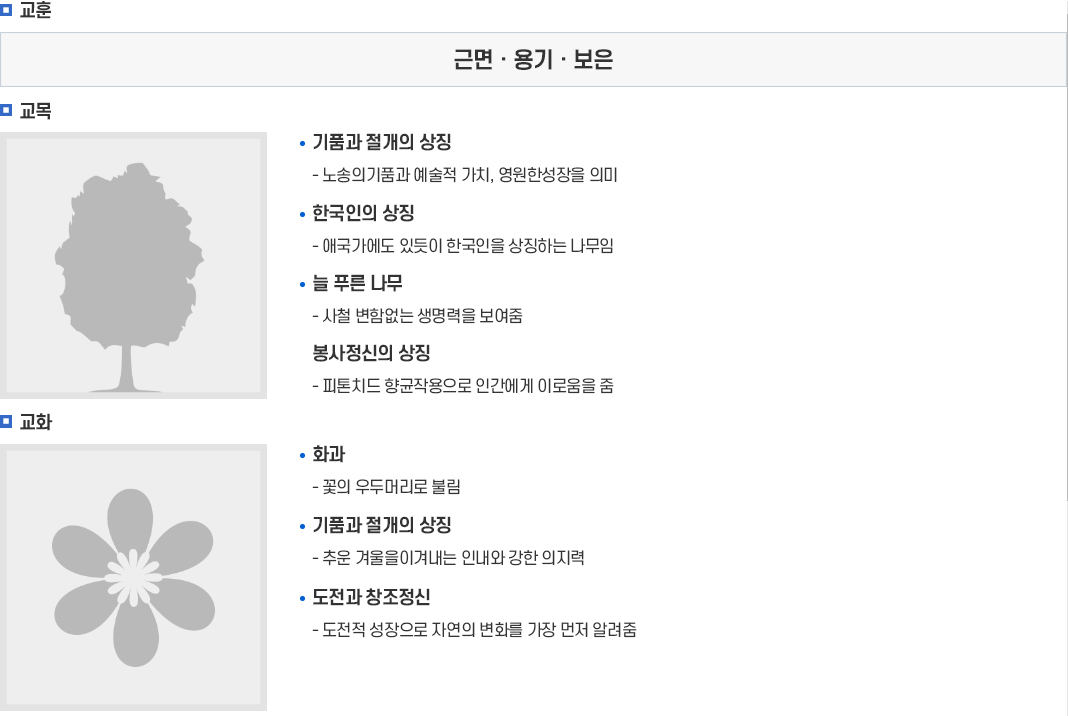 교훈
근면 · 용기 · 보은
교목
• 기품과 절개의 상징
- 노송의기품과 예술적 가치, 영원한성장을 의미
• 한국인의 상징
- 애국가에도 있듯이 한국인을 상징하는 나무임
• 늘 푸른 나무
- 사철 변함없는 생명력을 보여줌
봉사정신의 상징
- 피톤치드 향균작용으로 인간에게 이로움을 줌
교화
• 화과
- 꽃의 우두머리로 불림
• 기품과 절개의 상징
- 추운 겨울을이겨내는 인내와 강한 의지력
• 도전과 창조정신
- 도전적 성장으로 자연의 변화를 가장 먼저 알려줌